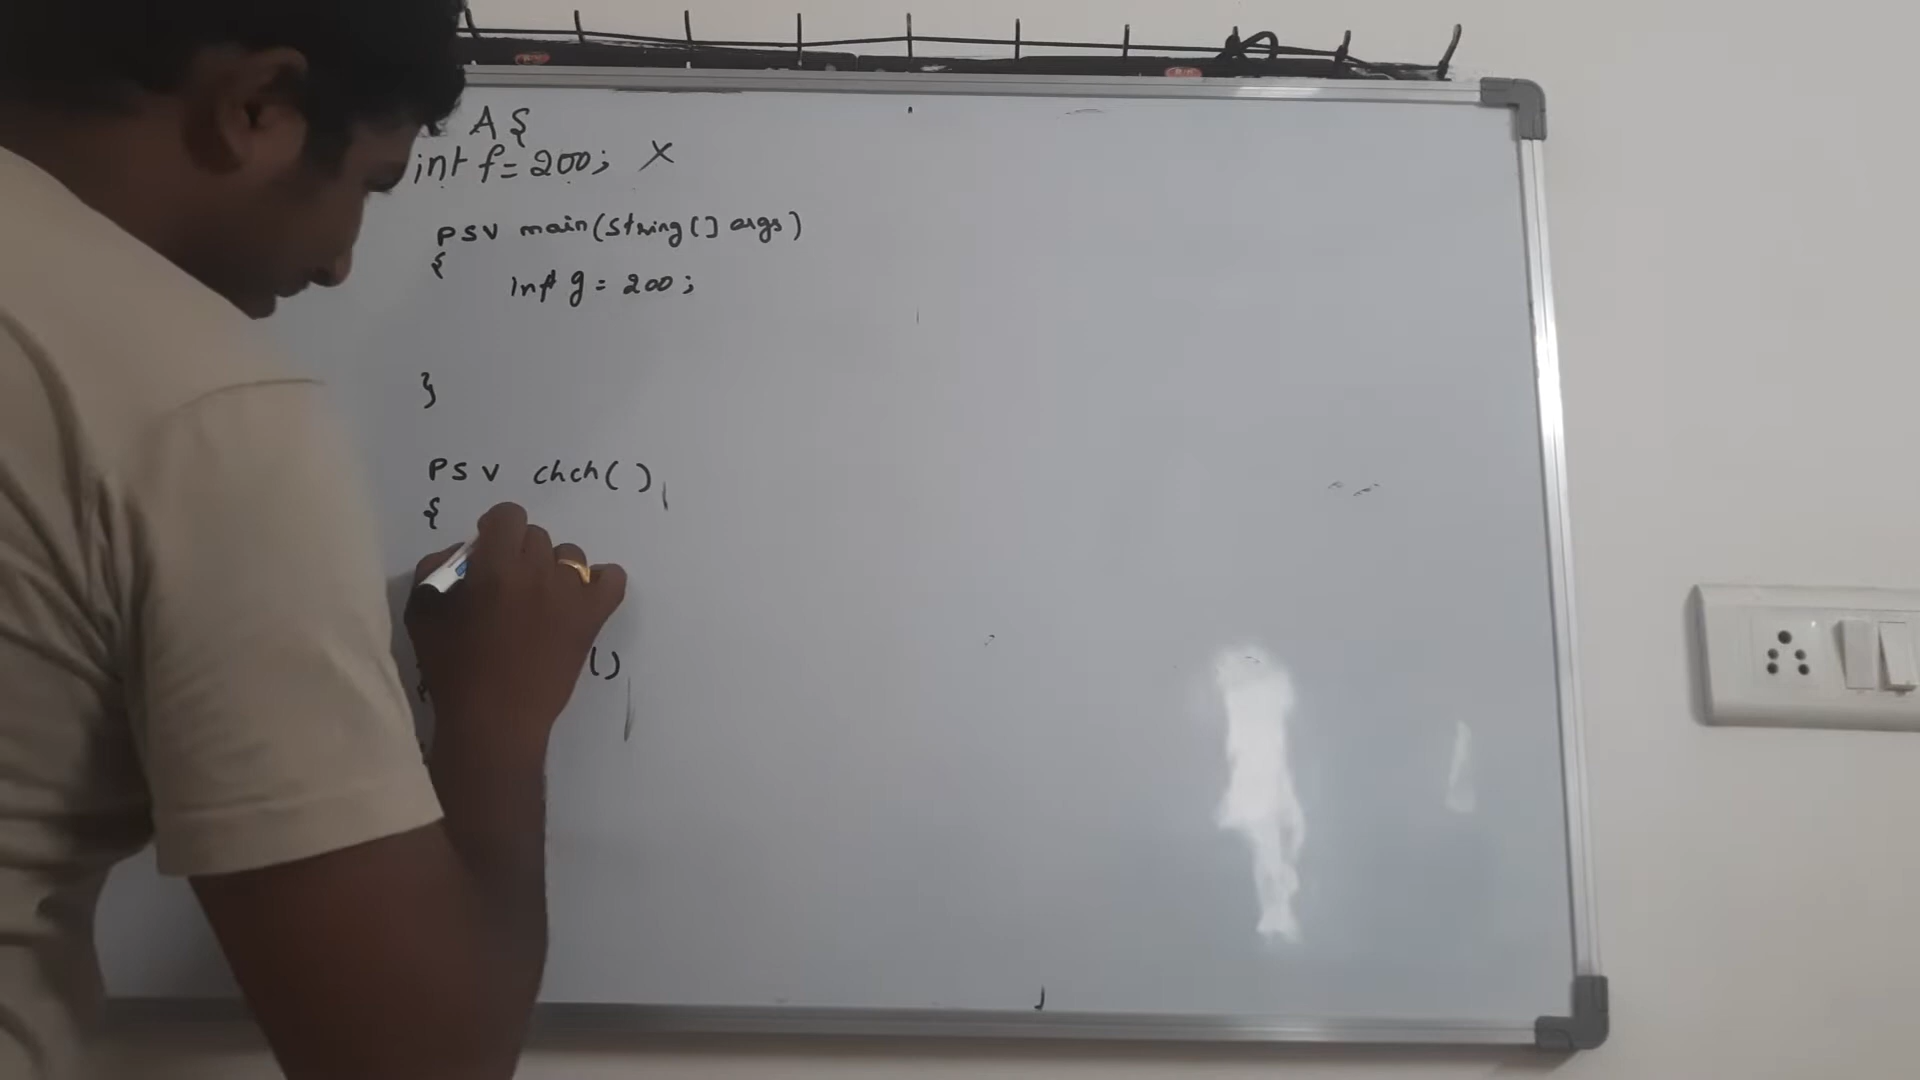 A {
int f = 200; X
PSV main(String[] args)
{
int g = 200;
}
PSV chch()
{
()